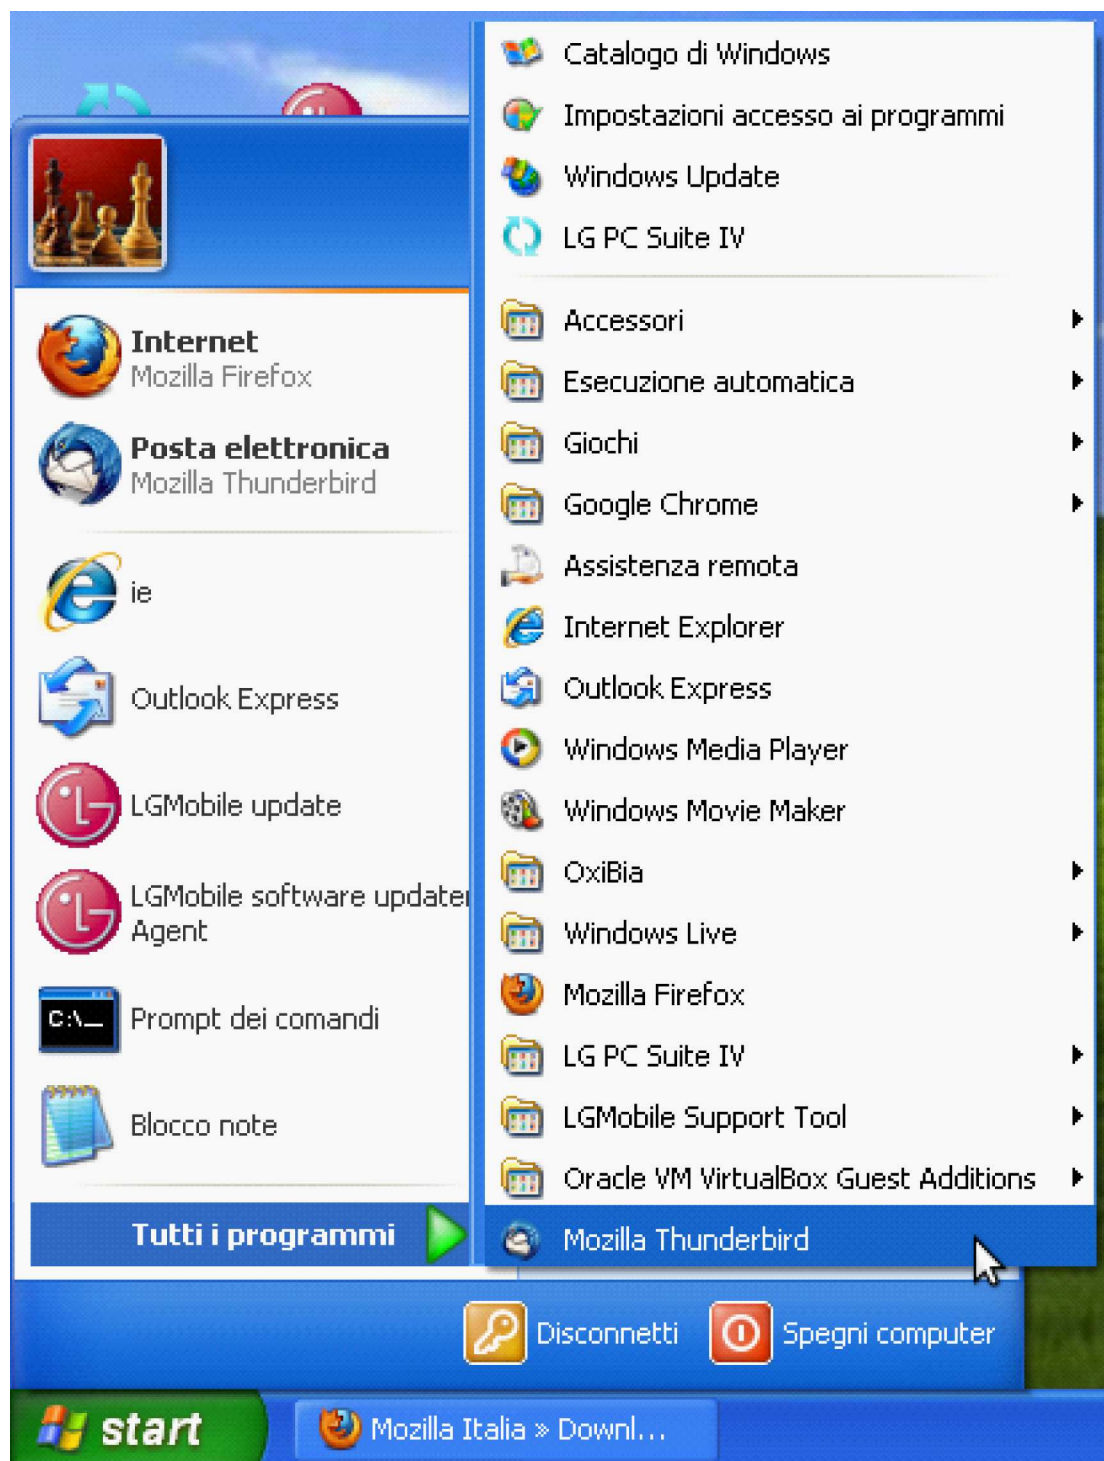 Internet
Mozilla Firefox
Posta elettronica
Mozilla Thunderbird
ie
Outlook Express
LGMobile update
LGMobile software updater
Agent
C:\_
Prompt dei comandi
Blocco note
Tutti i programmi
Catalogo di Windows
Impostazioni accesso ai programmi
Windows Update
LG PC Suite IV
Accessori
Esecuzione automatica
Giochi
Google Chrome
Assistenza remota
Internet Explorer
Outlook Express
Windows Media Player
Windows Movie Maker
OxiBia
Windows Live
Mozilla Firefox
LG PC Suite IV
LGMobile Support Tool
Oracle VM VirtualBox Guest Additions
Mozilla Thunderbird
Disconnetti
Spegni computer
start
Mozilla Italia » Downl...